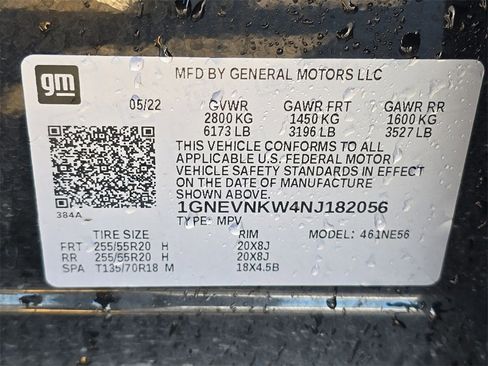 gm
MFD BY GENERAL MOTORS LLC
05/22 GVWR GAWR FRT GAWR RR
2800 KG 1450 KG 1600 KG
6173 LB 3196 LB 3527 LB
THIS VEHICLE CONFORMS TO ALL
APPLICABLE U.S. FEDERAL MOTOR
VEHICLE SAFETY STANDARDS IN EFFECT
ON THE DATE OF MANUFACTURE
SHOWN ABOVE.
384A
1GNEVNKW4NJ182056
TYPE: MPV MODEL: 461NE56
TIRE SIZE RIM
FRT 255/55R20 H 20X8J
RR 255/55R20 H 20X8J
SPA T135/70R18 M 18X4.5B